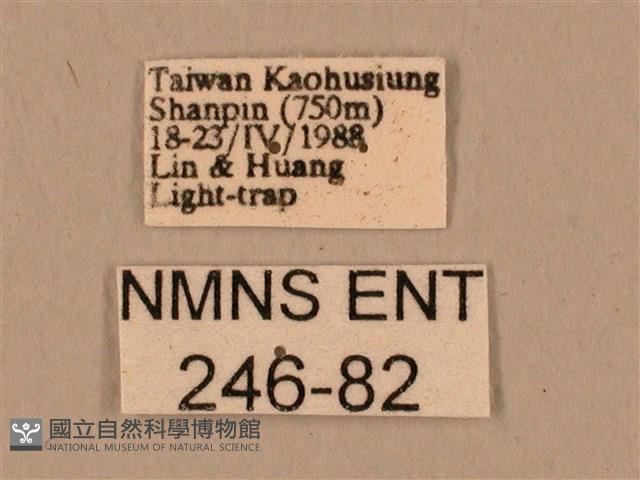 Taiwan Kaohusiung
Shanpin (750m)
18-23/IV/1988
Lin & Huang
Light-trap
NMNS ENT
246-82
國立自然科學博物館
NATIONAL MUSEUM OF NATURAL SCIENCE